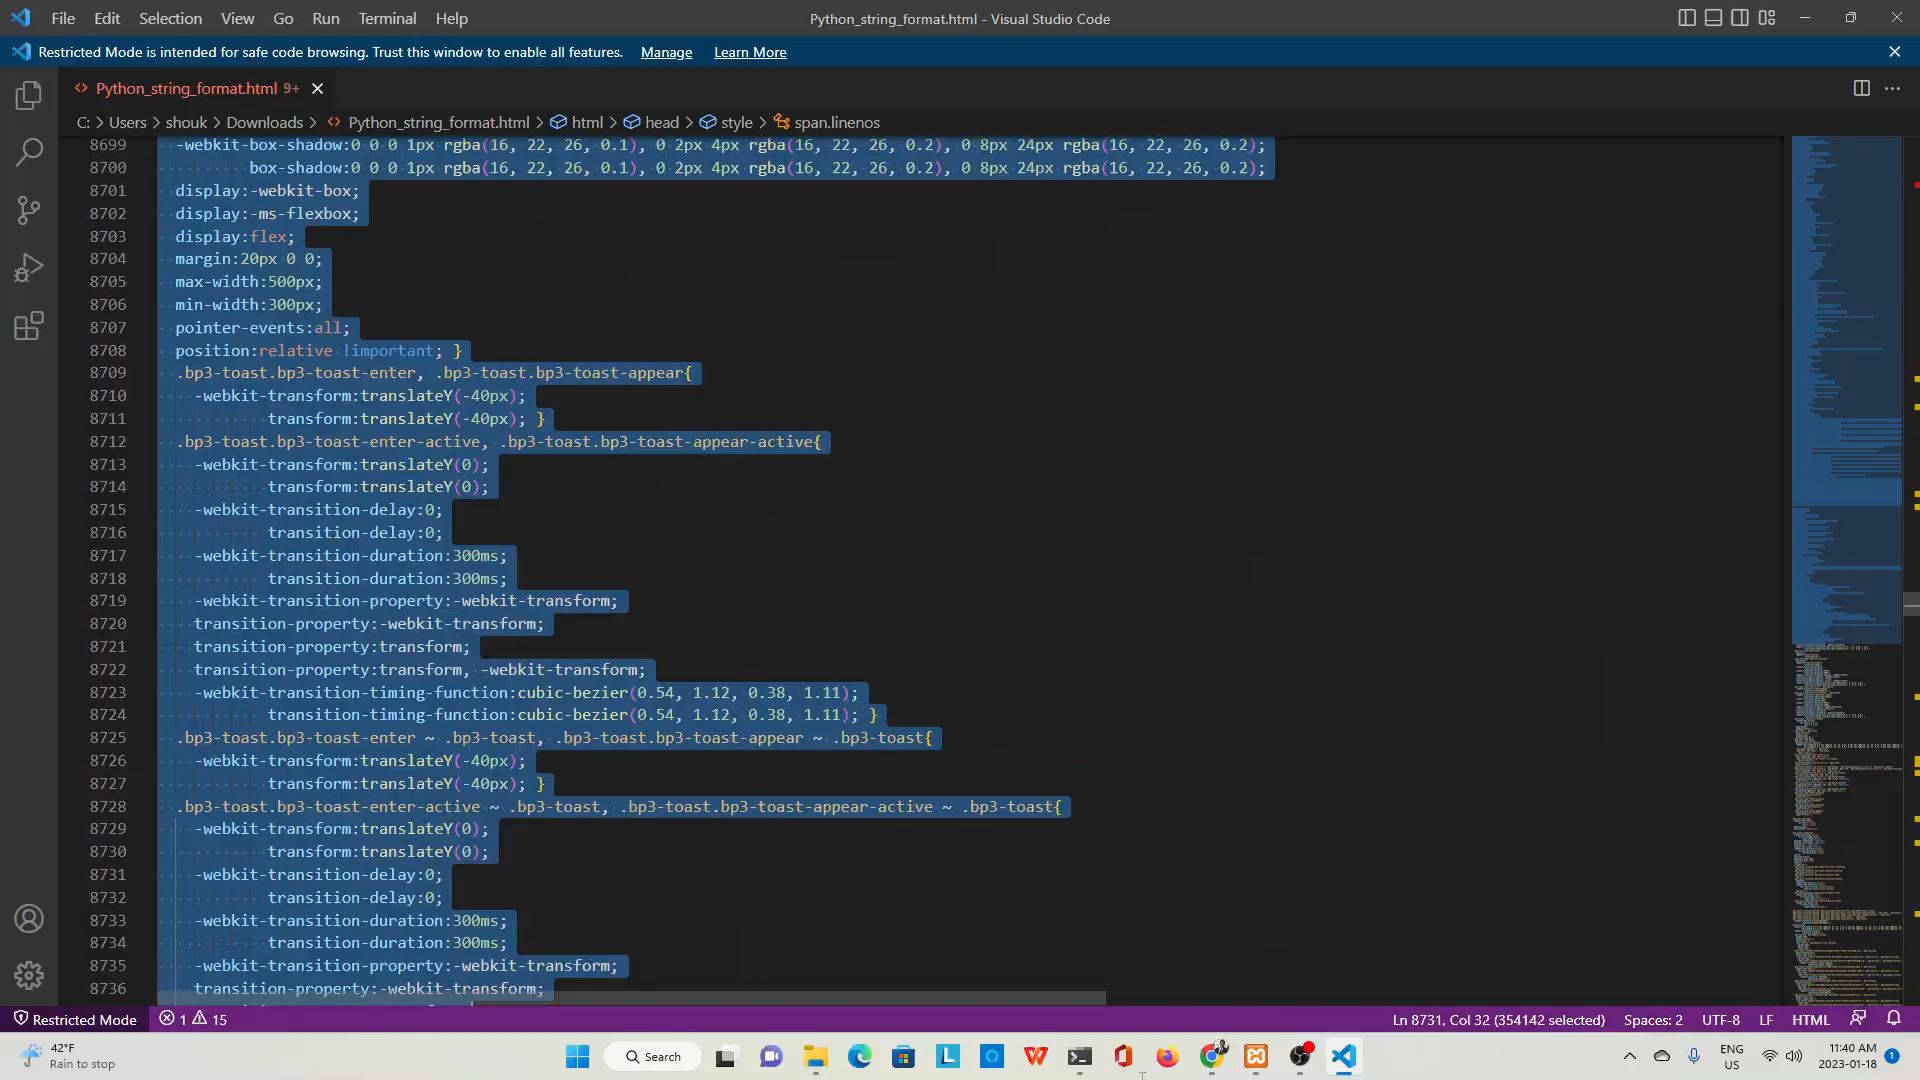 File Edit Selection View Go Run Terminal Help
Python_string_format.html - Visual Studio Code
Restricted Mode is intended for safe code browsing. Trust this window to enable all features. Manage Learn More
Python_string_format.html 9+
C: > Users > shouk > Downloads > Python_string_format.html > html > head > style > span.linenos
8699 -webkit-box-shadow:0 0 0 1px rgba(16, 22, 26, 0.1), 0 2px 4px rgba(16, 22, 26, 0.2), 0 8px 24px rgba(16, 22, 26, 0.2);
8700 box-shadow:0 0 0 1px rgba(16, 22, 26, 0.1), 0 2px 4px rgba(16, 22, 26, 0.2), 0 8px 24px rgba(16, 22, 26, 0.2);
8701 display:-webkit-box;
8702 display:-ms-flexbox;
8703 display:flex;
8704 margin:20px 0 0;
8705 max-width:500px;
8706 min-width:300px;
8707 pointer-events:all;
8708 position:relative !important; }
8709 .bp3-toast.bp3-toast-enter, .bp3-toast.bp3-toast-appear{
8710 -webkit-transform:translateY(-40px);
8711 transform:translateY(-40px); }
8712 .bp3-toast.bp3-toast-enter-active, .bp3-toast.bp3-toast-appear-active{
8713 -webkit-transform:translateY(0);
8714 transform:translateY(0);
8715 -webkit-transition-delay:0;
8716 transition-delay:0;
8717 -webkit-transition-duration:300ms;
8718 transition-duration:300ms;
8719 -webkit-transition-property:-webkit-transform;
8720 transition-property:-webkit-transform;
8721 transition-property:transform;
8722 transition-property:transform, -webkit-transform;
8723 -webkit-transition-timing-function:cubic-bezier(0.54, 1.12, 0.38, 1.11);
8724 transition-timing-function:cubic-bezier(0.54, 1.12, 0.38, 1.11); }
8725 .bp3-toast.bp3-toast-enter ~ .bp3-toast, .bp3-toast.bp3-toast-appear ~ .bp3-toast{
8726 -webkit-transform:translateY(-40px);
8727 transform:translateY(-40px); }
8728 .bp3-toast.bp3-toast-enter-active ~ .bp3-toast, .bp3-toast.bp3-toast-appear-active ~ .bp3-toast{
8729 -webkit-transform:translateY(0);
8730 transform:translateY(0);
8731 -webkit-transition-delay:0;
8732 transition-delay:0;
8733 -webkit-transition-duration:300ms;
8734 transition-duration:300ms;
8735 -webkit-transition-property:-webkit-transform;
8736 transition-property:-webkit-transform;
Restricted Mode 1 15 Ln 8731, Col 32 (354142 selected) Spaces: 2 UTF-8 LF HTML
42°F
Rain to stop
Search
ENG
US
11:40 AM
2023-01-18
1